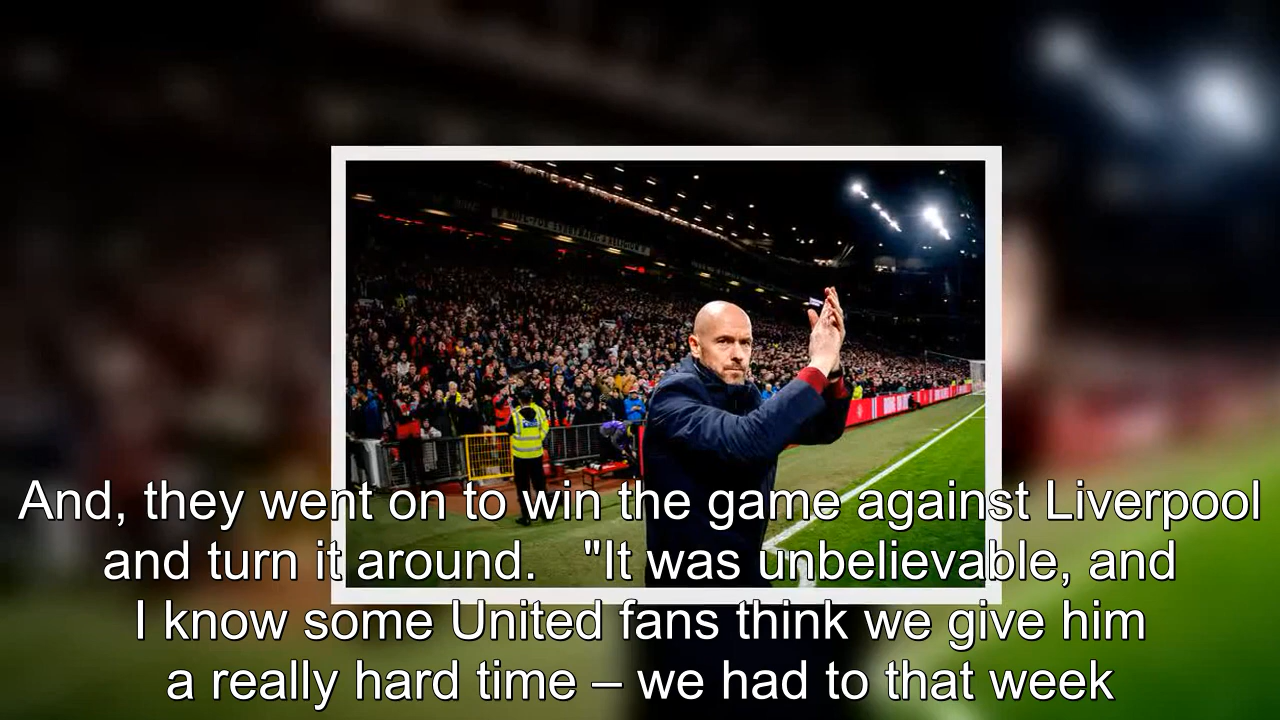 And, they went on to win the game against Liverpool
and turn it around.   "It was unbelievable, and
I know some United fans think we give him
a really hard time – we had to that week